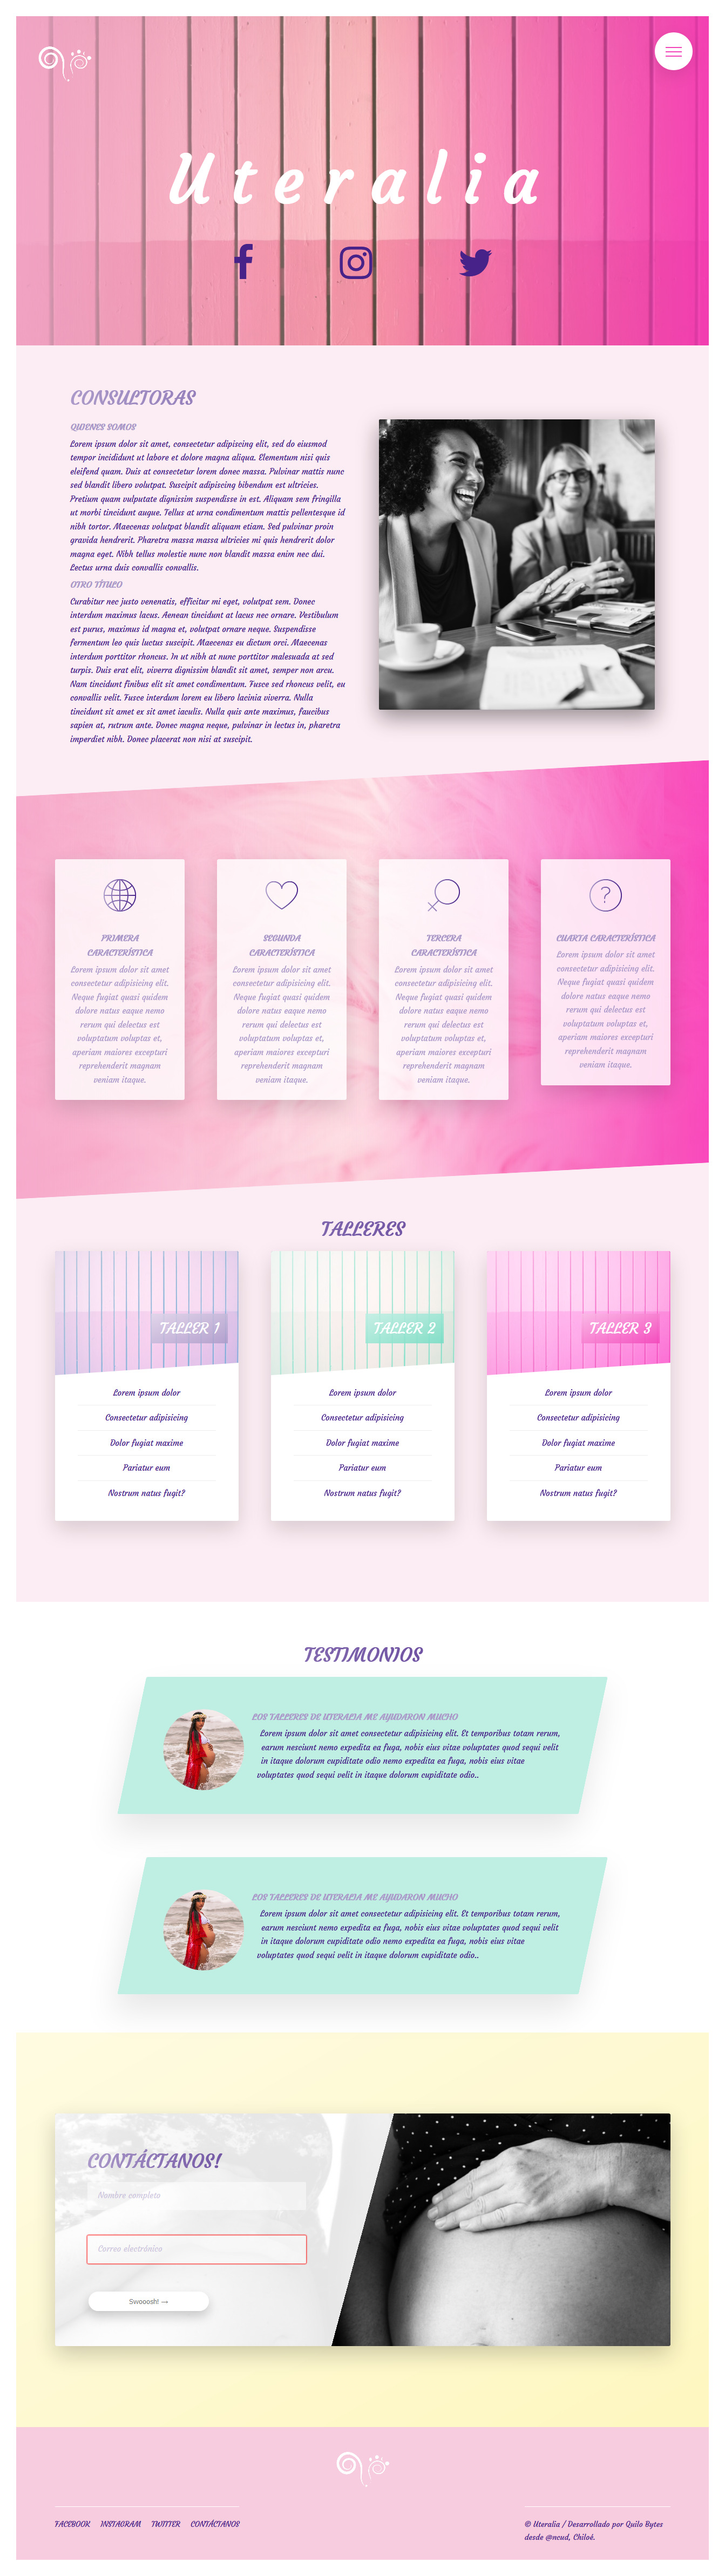 Uteralia
CONSULTORAS
QUIENES SOMOS
Lorem ipsum dolor sit amet, consectetur adipiscing elit, sed do eiusmod
tempor incididunt ut labore et dolore magna aliqua. Elementum nisi quis
eleifend quam. Duis at consectetur lorem donec massa. Pulvinar mattis nunc
sed blandit libero volutpat. Suscipit adipiscing bibendum est ultricies.
Pretium quam vulputate dignissim suspendisse in est. Aliquam sem fringilla
ut morbi tincidunt augue. Tellus at urna condimentum mattis pellentesque id
nibh tortor. Maecenas volutpat blandit aliquam etiam. Sed pulvinar proin
gravida hendrerit. Pharetra massa massa ultricies mi quis hendrerit dolor
magna eget. Nibh tellus molestie nunc non blandit massa enim nec dui.
Lectus urna duis convallis convallis.
OTRO TÍTULO
Curabitur nec justo venenatis, efficitur mi eget, volutpat sem. Donec
interdum maximus lacus. Aenean tincidunt at lacus nec ornare. Vestibulum
est purus, maximus id magna et, volutpat ornare neque. Suspendisse
fermentum leo quis luctus suscipit. Maecenas eu dictum orci. Maecenas
interdum porttitor rhoncus. In ut nibh at nunc porttitor malesuada at sed
turpis. Duis erat elit, viverra dignissim blandit sit amet, semper non arcu.
Nam tincidunt finibus elit sit amet condimentum. Fusce sed rhoncus velit, eu
convallis velit. Fusce interdum lorem eu libero lacinia viverra. Nulla
tincidunt sit amet ex sit amet iaculis. Nulla quis ante maximus, faucibus
sapien at, rutrum ante. Donec magna neque, pulvinar in lectus in, pharetra
imperdiet nibh. Donec placerat non nisi at suscipit.
PRIMERA
CARACTERÍSTICA
Lorem ipsum dolor sit amet
consectetur adipisicing elit.
Neque fugiat quasi quidem
dolore natus eaque nemo
rerum qui delectus est
voluptatum voluptas et,
aperiam maiores excepturi
reprehenderit magnam
veniam itaque.
SEGUNDA
CARACTERÍSTICA
Lorem ipsum dolor sit amet
consectetur adipisicing elit.
Neque fugiat quasi quidem
dolore natus eaque nemo
rerum qui delectus est
voluptatum voluptas et,
aperiam maiores excepturi
reprehenderit magnam
veniam itaque.
TERCERA
CARACTERÍSTICA
Lorem ipsum dolor sit amet
consectetur adipisicing elit.
Neque fugiat quasi quidem
dolore natus eaque nemo
rerum qui delectus est
voluptatum voluptas et,
aperiam maiores excepturi
reprehenderit magnam
veniam itaque.
CUARTA CARACTERÍSTICA
Lorem ipsum dolor sit amet
consectetur adipisicing elit.
Neque fugiat quasi quidem
dolore natus eaque nemo
rerum qui delectus est
voluptatum voluptas et,
aperiam maiores excepturi
reprehenderit magnam
veniam itaque.
TALLERES
TALLER 1
Lorem ipsum dolor
Consectetur adipisicing
Dolor fugiat maxime
Pariatur eum
Nostrum natus fugit?
TALLER 2
Lorem ipsum dolor
Consectetur adipisicing
Dolor fugiat maxime
Pariatur eum
Nostrum natus fugit?
TALLER 3
Lorem ipsum dolor
Consectetur adipisicing
Dolor fugiat maxime
Pariatur eum
Nostrum natus fugit?
TESTIMONIOS
LOS TALLERES DE UTERALIA ME AYUDARON MUCHO
Lorem ipsum dolor sit amet consectetur adipisicing elit. Et temporibus totam rerum,
earum nesciunt nemo expedita ea fuga, nobis eius vitae voluptates quod sequi velit
in itaque dolorum cupiditate odio nemo expedita ea fuga, nobis eius vitae
voluptates quod sequi velit in itaque dolorum cupiditate odio..
LOS TALLERES DE UTERALIA ME AYUDARON MUCHO
Lorem ipsum dolor sit amet consectetur adipisicing elit. Et temporibus totam rerum,
earum nesciunt nemo expedita ea fuga, nobis eius vitae voluptates quod sequi velit
in itaque dolorum cupiditate odio nemo expedita ea fuga, nobis eius vitae
voluptates quod sequi velit in itaque dolorum cupiditate odio..
CONTÁCTANOS!
Nombre completo
Correo electrónico
Swooosh! →
FACEBOOK INSTAGRAM TWITTER CONTÁCTANOS
© Uteralia / Desarrollado por Quilo Bytes
desde @ncud, Chiloé.